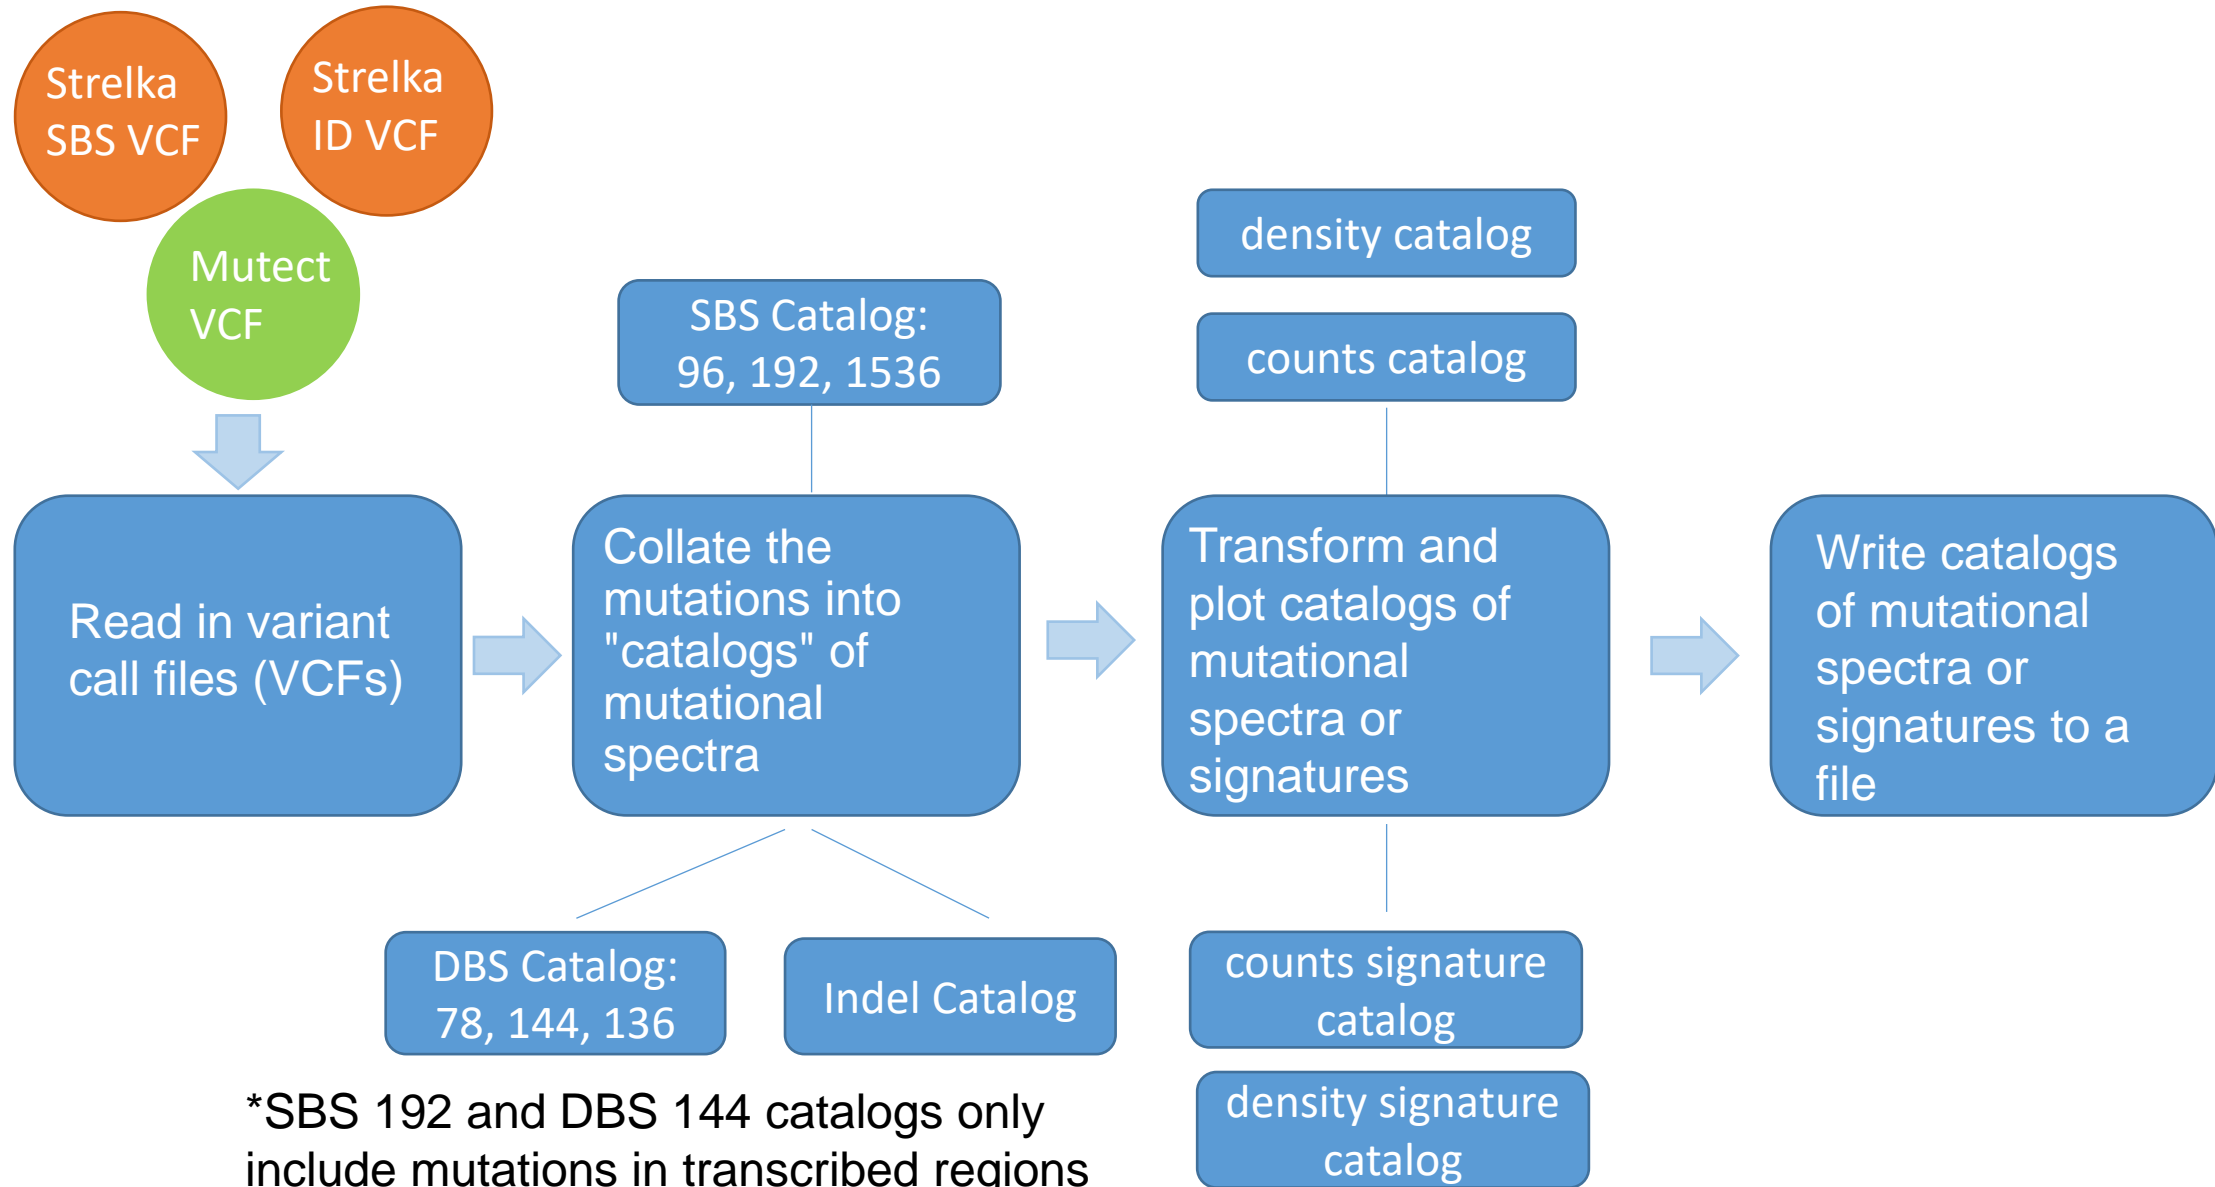 Strelka
SBS VCF
Strelka
ID VCF
Mutect
VCF
Read in variant
call files (VCFs)
SBS Catalog:
96, 192, 1536
Collate the
mutations into
"catalogs" of
mutational
spectra
DBS Catalog:
78, 144, 136
Indel Catalog
*SBS 192 and DBS 144 catalogs only
include mutations in transcribed regions
density catalog
counts catalog
Transform and
plot catalogs of
mutational
spectra or
signatures
counts signature
catalog
density signature
catalog
Write catalogs
of mutational
spectra or
signatures to a
file